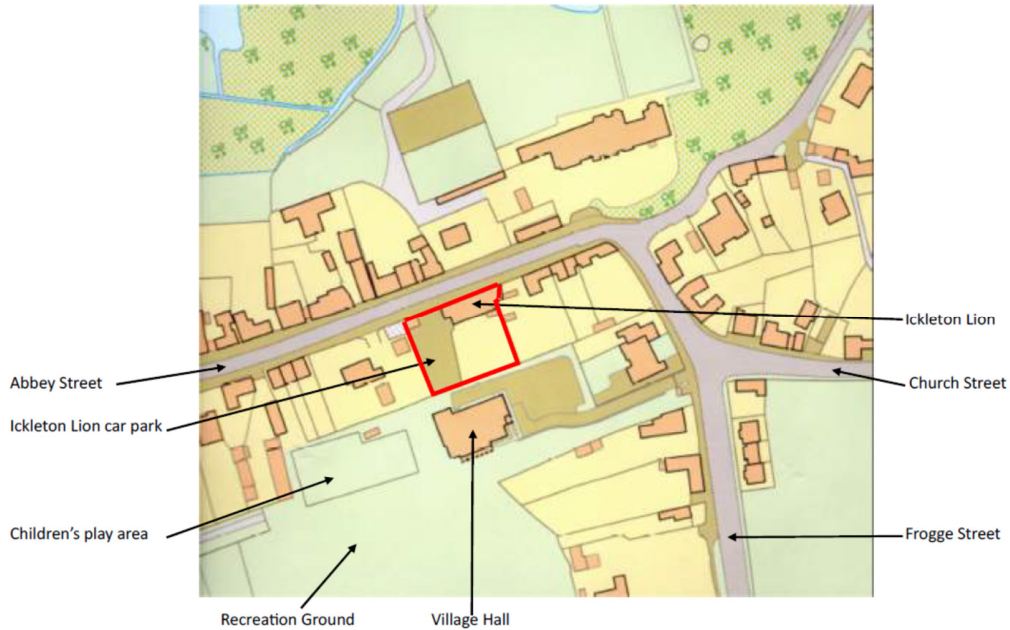 Ickleton Lion
Abbey Street
Church Street
Ickleton Lion car park
Children's play area
Frogge Street
Recreation Ground
Village Hall